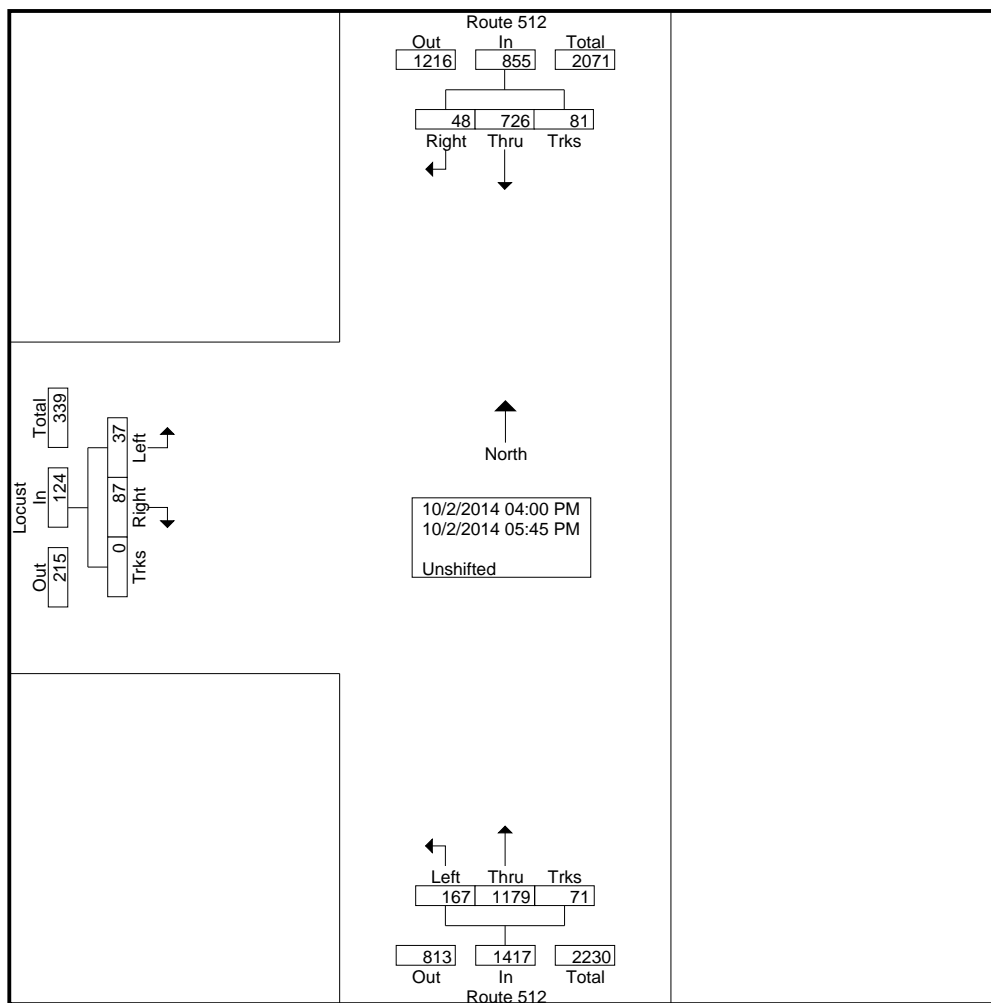 Route 512
Out In Total
1216 855 2071
48 726 81
Right Thru Trks
Locust
Total In Out
339 124 215
37 87 0
Left Right Trks
North
10/2/2014 04:00 PM
10/2/2014 05:45 PM
Unshifted
Left Thru Trks
167 1179 71
813 1417 2230
Out In Total
Route 512